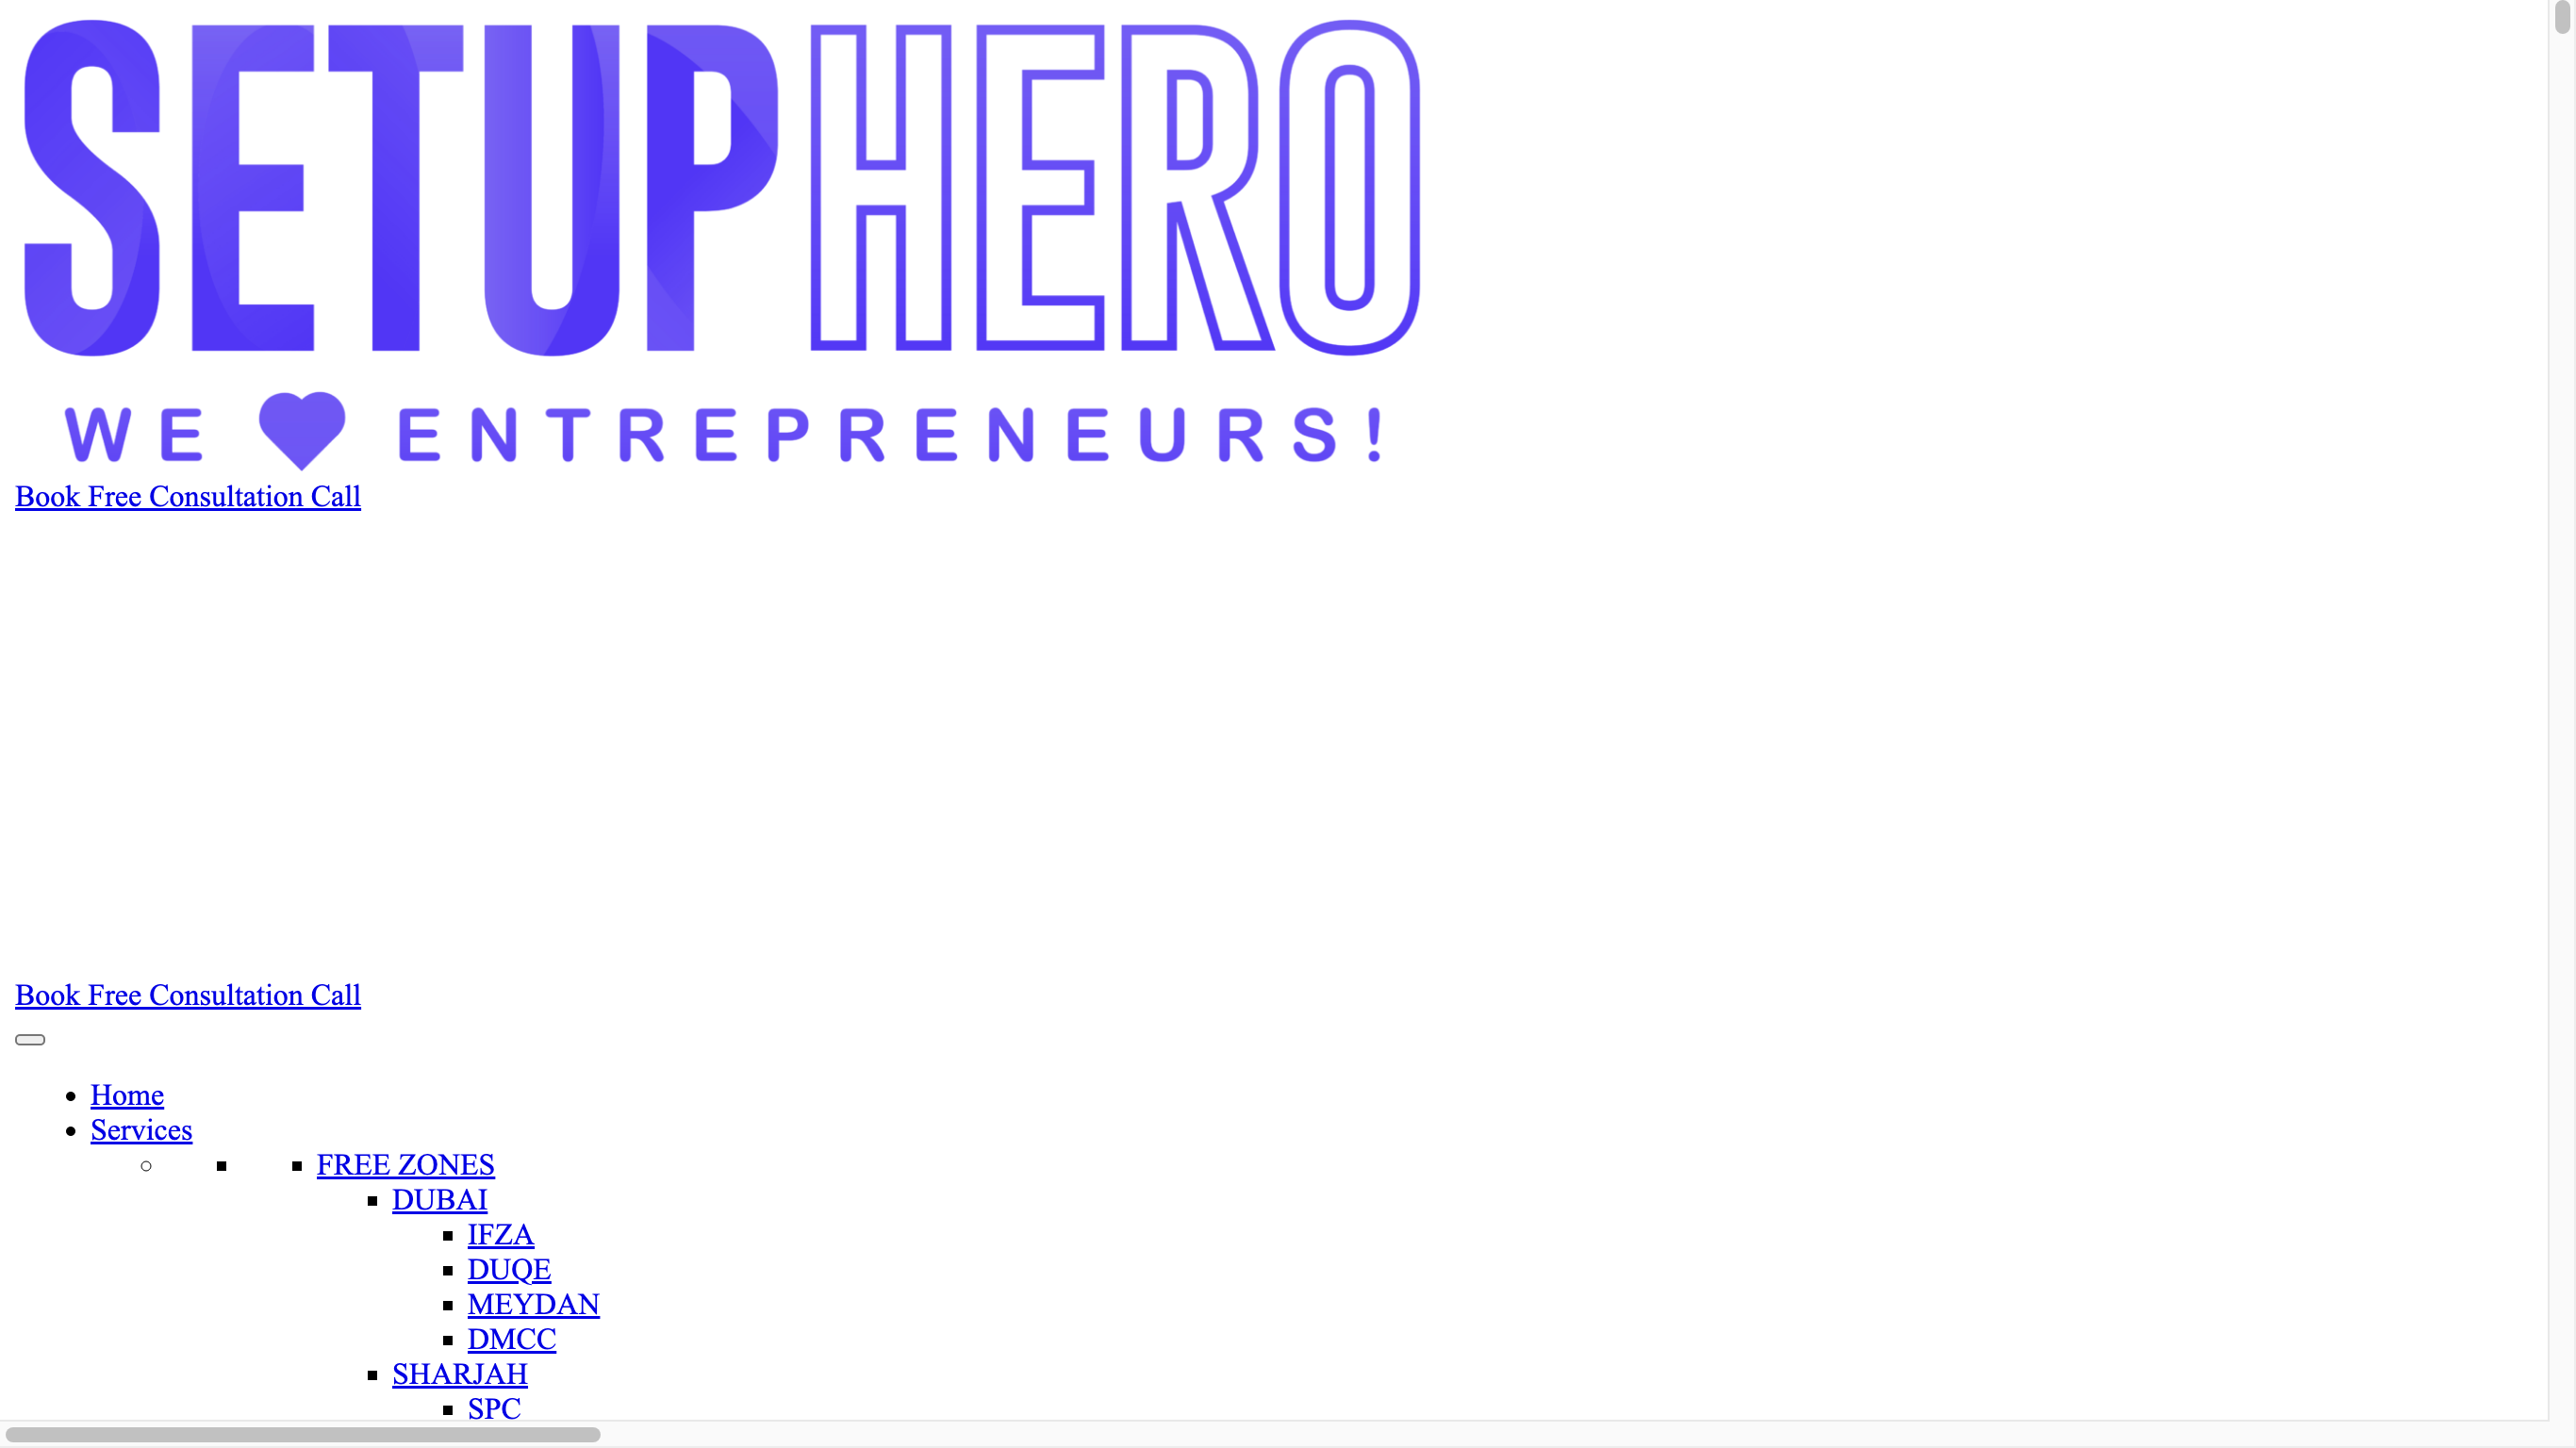 SETUPHERO
WE ENTREPRENEURS!
Book Free Consultation Call
Book Free Consultation Call
Home
Services
FREE ZONES
DUBAI
IFZA
DUQE
MEYDAN
DMCC
SHARJAH
SPC